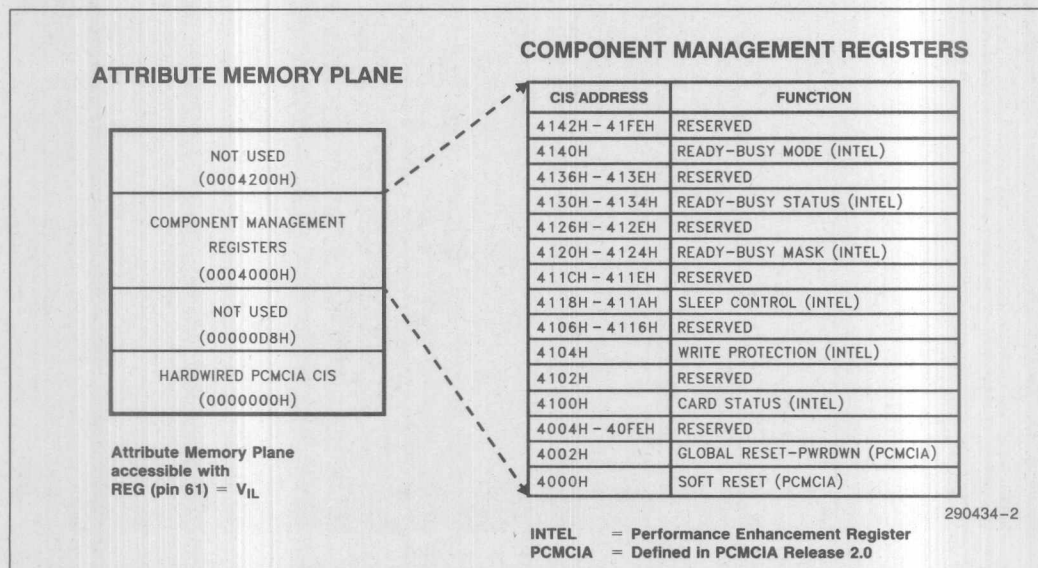 ATTRIBUTE MEMORY PLANE
NOT USED
(0004200H)
COMPONENT MANAGEMENT
REGISTERS
(0004000H)
NOT USED
(00000D8H)
HARDWIRED PCMCIA CIS
(0000000H)
Attribute Memory Plane
accessible with
REG (pin 61) = VIL
COMPONENT MANAGEMENT REGISTERS
CIS ADDRESS FUNCTION
4142H – 41FEH RESERVED
4140H READY-BUSY MODE (INTEL)
4136H – 413EH RESERVED
4130H – 4134H READY-BUSY STATUS (INTEL)
4126H – 412EH RESERVED
4120H – 4124H READY-BUSY MASK (INTEL)
411CH – 411EH RESERVED
4118H – 411AH SLEEP CONTROL (INTEL)
4106H – 4116H RESERVED
4104H WRITE PROTECTION (INTEL)
4102H RESERVED
4100H CARD STATUS (INTEL)
4004H – 40FEH RESERVED
4002H GLOBAL RESET-PWRDWN (PCMCIA)
4000H SOFT RESET (PCMCIA)
290434–2
INTEL = Performance Enhancement Register
PCMCIA = Defined in PCMCIA Release 2.0